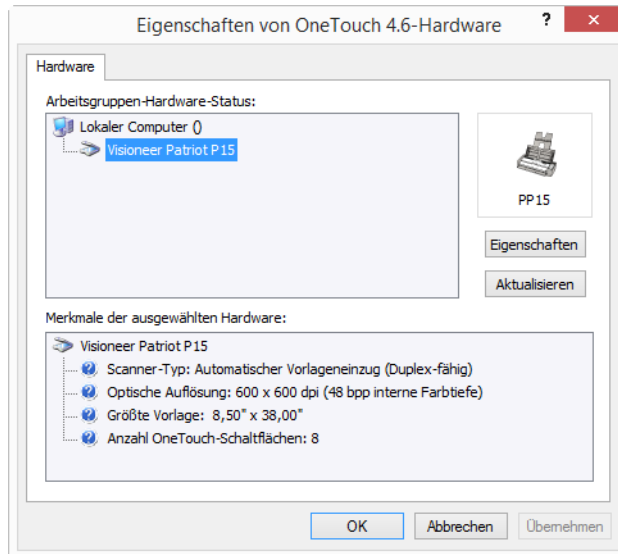 Eigenschaften von OneTouch 4.6-Hardware
Hardware
Arbeitsgruppen-Hardware-Status:
Lokaler Computer ()
Visioneer Patriot P15
PP15
Eigenschaften
Aktualisieren
Merkmale der ausgewählten Hardware:
Visioneer Patriot P15
Scanner-Typ: Automatischer Vorlageneinzug (Duplex-fähig)
Optische Auflösung: 600 x 600 dpi (48 bpp interne Farbtiefe)
Größte Vorlage: 8,50" x 38,00"
Anzahl OneTouch-Schaltflächen: 8
OK Abbrechen Übernehmen